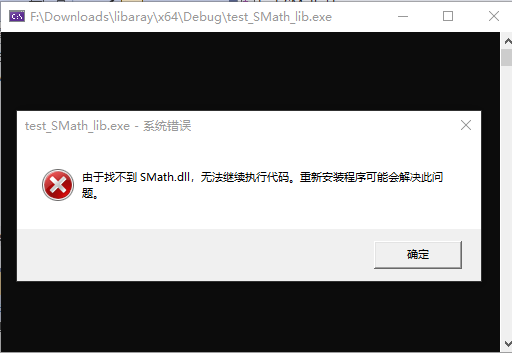 F:\Downloads\libaray\x64\Debug\test_SMath_lib.exe
test_SMath_lib.exe - 系统错误
由于找不到 SMath.dll，无法继续执行代码。重新安装程序可能会解决此问
题。
确定